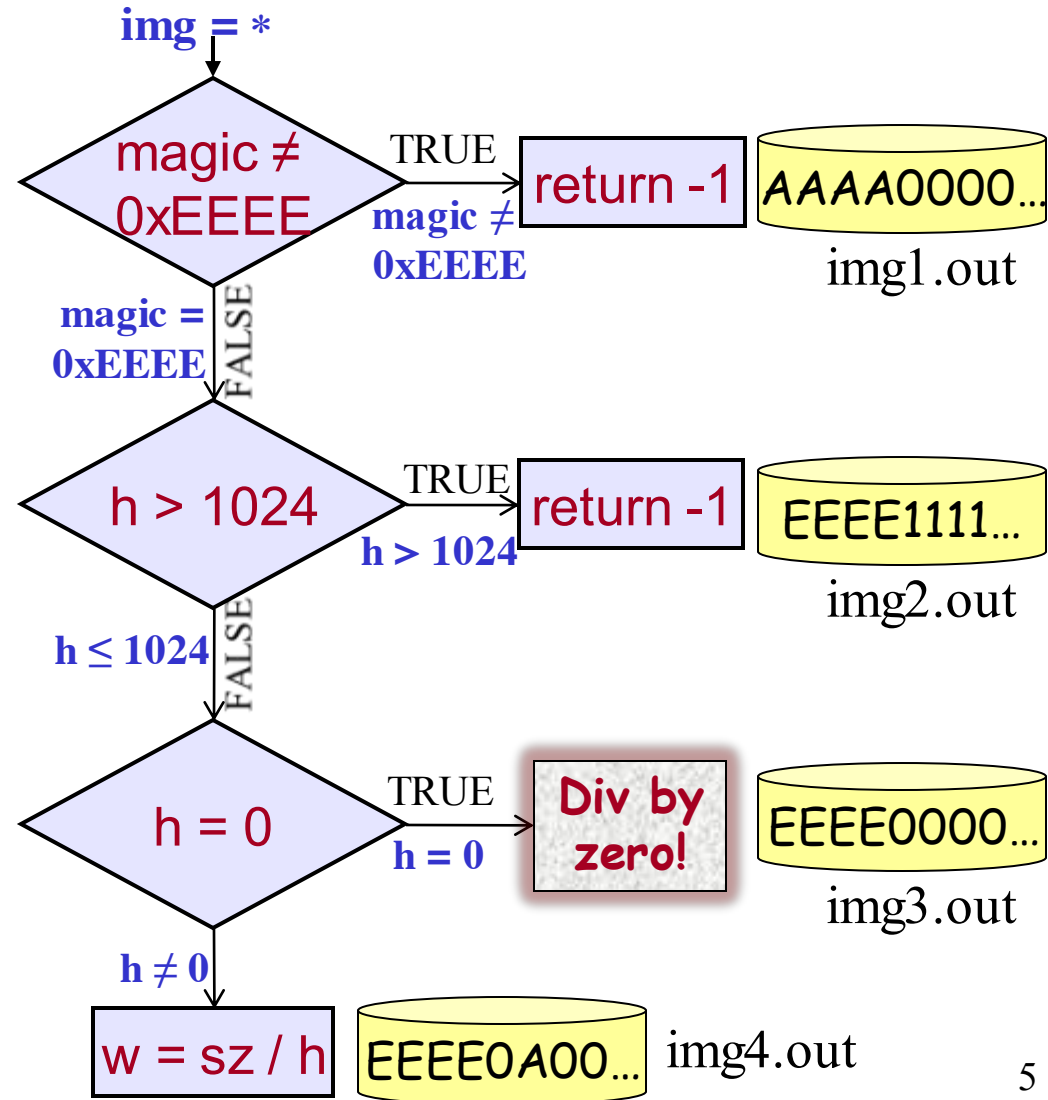 img = *
magic ≠
0xEEEE
TRUE
magic ≠
0xEEEE
return -1
AAAA0000...
img1.out
magic =
0xEEEE
FALSE
h > 1024
TRUE
h > 1024
return -1
EEEE1111...
img2.out
h ≤ 1024
FALSE
h = 0
TRUE
h = 0
Div by
zero!
EEEE0000...
img3.out
h ≠ 0
w = sz / h
EEEE0A00...
img4.out
5